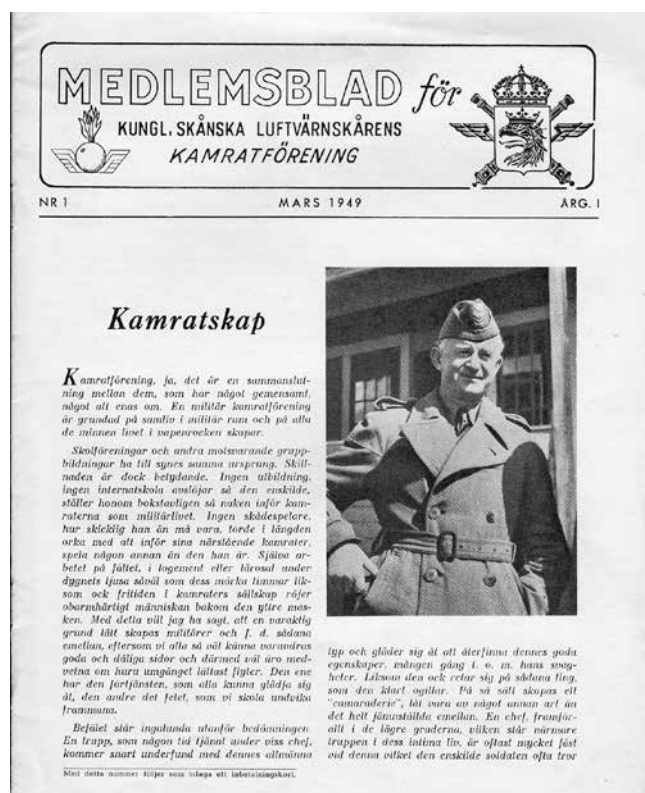 MEDLEMSBLAD för
KUNGL. SKÅNSKA LUFTVÄRNSKÅRENS
KAMRATFÖRENING
NR 1
MARS 1949
ÅRG. I
Kamratskap
Kamratförening, ja, det är en sammanslut-
ning mellan dem, som har något gemensamt,
något att enas om. En militär kamratförening
är grundad på samliv i militär ram och på alla
de minnen livet i vapenrocken skapar.
Skolföreningar och andra motsvarande grupp-
bildningar ha till synes samma ursprung. Skill-
naden är dock betydande. Ingen utbildning,
ingen internatskola avslöjar så den enskilde,
ställer honom bokstavligen så naken inför kam-
raterna som militärlivet. Ingen skådespelare,
hur skicklig han än må vara, torde i längden
orka med att inför sina närstående kamrater,
spela någon annan än den han är. Själva ar-
betet på fältet, i logement eller lärosal under
dygnets ljusa såväl som dess mörka timmar lik-
som ock fritiden i kamraters sällskap röjer
obarmhärtigt människan bakom den yttre mas-
ken. Med detta vill jag ha sagt, att en varaktig
grund lätt skapas militärer och f. d. sådana
emellan, eftersom vi alla så väl känna varandras
goda och dåliga sidor och därmed väl äro med-
vetna om huru umgänget lättast flyter. Den ene
har den förtjänsten, som alla kunna glädja sig
åt, den andre det felet, som vi skola undvika
frammana.
Befälet står ingalunda utanför bedömningen.
En trupp, som någon tid tjänt under viss chef,
kommer snart underfund med dennes allmänna
Med detta nummer följer som bilaga ett inbetalningskort.
typ och gläder sig åt att återfinna dennes goda
egenskaper, mången gång t. o. m. hans svag-
heter. Liksom den ock retar sig på sådana ting,
som den klart ogillar. På så sätt skapas ett
"camaraderie", låt vara av något annan art än
det helt jämnställda emellan. En chef, framför-
allt i de lägre graderna, vilken står närmare
truppen i dess intima liv, är oftast mycket fäst
vid denna vilket den enskilde soldaten ofta tror